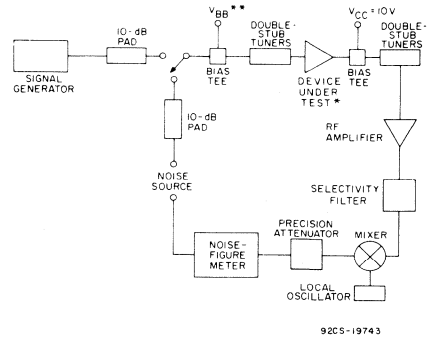 V_BB **
10-dB
PAD
SIGNAL
GENERATOR
BIAS
TEE
DOUBLE-
STUB
TUNERS
DEVICE
UNDER
TEST *
V_CC = 10V
BIAS
TEE
DOUBLE-
STUB
TUNERS
10-dB
PAD
RF
AMPLIFIER
NOISE
SOURCE
SELECTIVITY
FILTER
NOISE-
FIGURE
METER
PRECISION
ATTENUATOR
MIXER
LOCAL
OSCILLATOR
92CS-19743